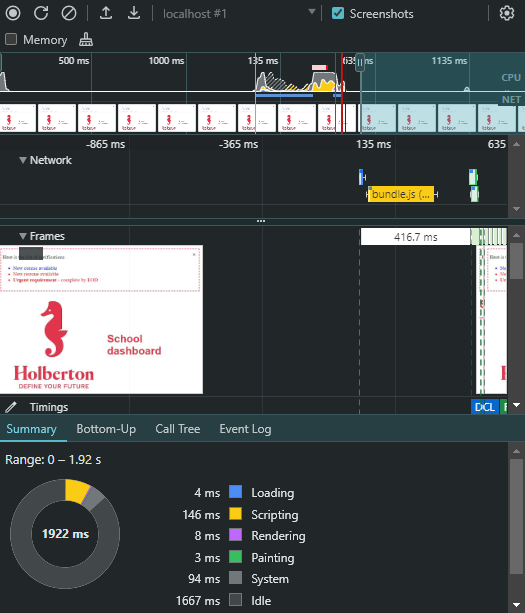 localhost #1
Screenshots
Memory
500 ms
1000 ms
135 ms
635 ms
1135 ms
CPU
NET
-865 ms
-365 ms
135 ms
635
Network
bundle.js (...
Frames
416.7 ms
New course available
New resume available
Urgent requirement - complete by EOD
School
dashboard
Holberton
DEFINE YOUR FUTURE
Timings
DCL
Summary
Bottom-Up
Call Tree
Event Log
Range: 0 – 1.92 s
1922 ms
4 ms Loading
146 ms Scripting
8 ms Rendering
3 ms Painting
94 ms System
1667 ms Idle